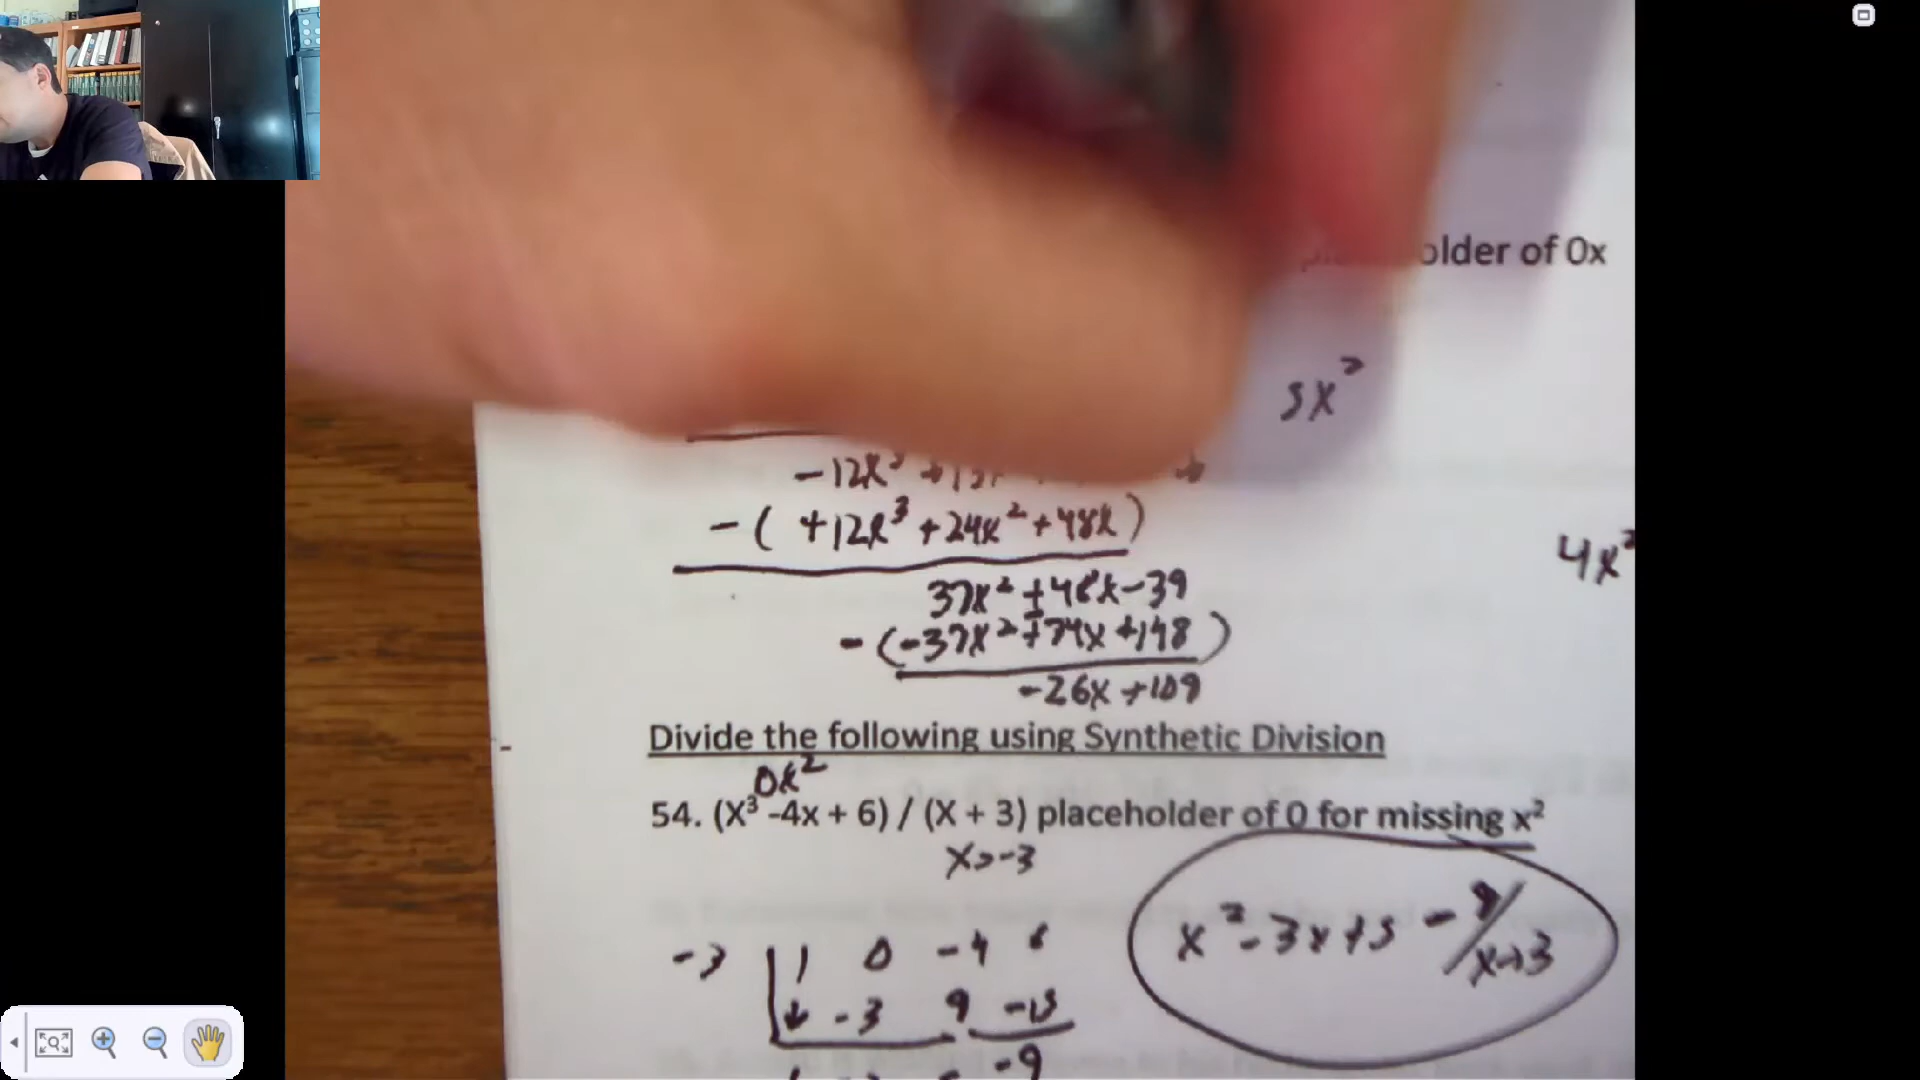 older of 0x
5x²
-12x³ +
-( +12x³ +24x² +48x)
4x²
37x² +48x-39
-(-37x² +74x +148)
-26x +109
Divide the following using Synthetic Division
0x²
54. (X³ -4x + 6) / (X + 3) placeholder of 0 for missing x²
x=-3
x²-3x+5 -9/x+3
-3 1 0 -4 6
↓ -3 9 -15
-9